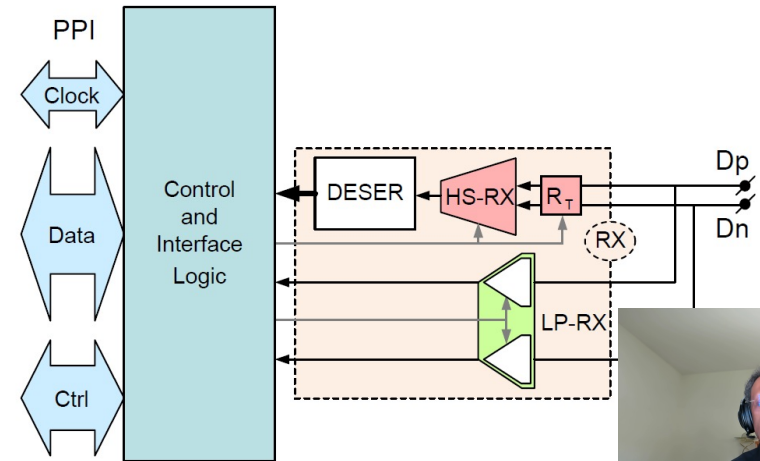 PPI
Clock
Data
Ctrl
Control
and
Interface
Logic
DESER
HS-RX
RT
Dp
Dn
RX
LP-RX